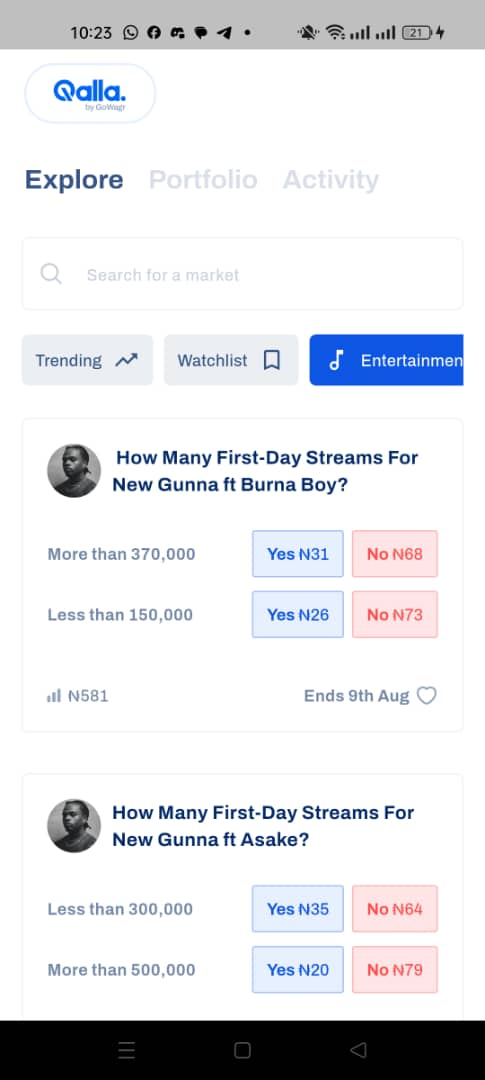 10:23
21
Qalla.
by GoWagr
Explore Portfolio Activity
Search for a market
Trending Watchlist Entertainmen
How Many First-Day Streams For
New Gunna ft Burna Boy?
More than 370,000 Yes ₦31 No ₦68
Less than 150,000 Yes ₦26 No ₦73
₦581 Ends 9th Aug
How Many First-Day Streams For
New Gunna ft Asake?
Less than 300,000 Yes ₦35 No ₦64
More than 500,000 Yes ₦20 No ₦79